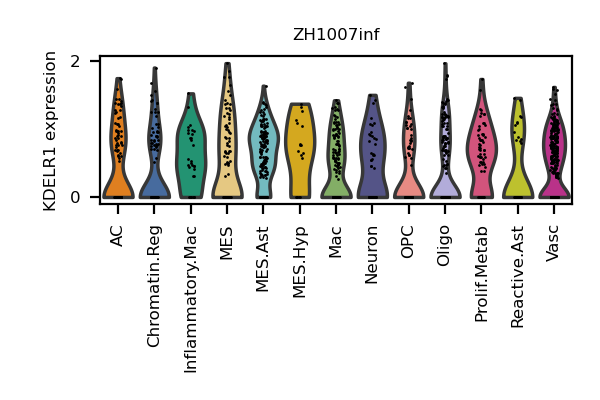 ZH1007inf
KDELR1 expression
2
0
AC
Chromatin.Reg
Inflammatory.Mac
MES
MES.Ast
MES.Hyp
Mac
Neuron
OPC
Oligo
Prolif.Metab
Reactive.Ast
Vasc